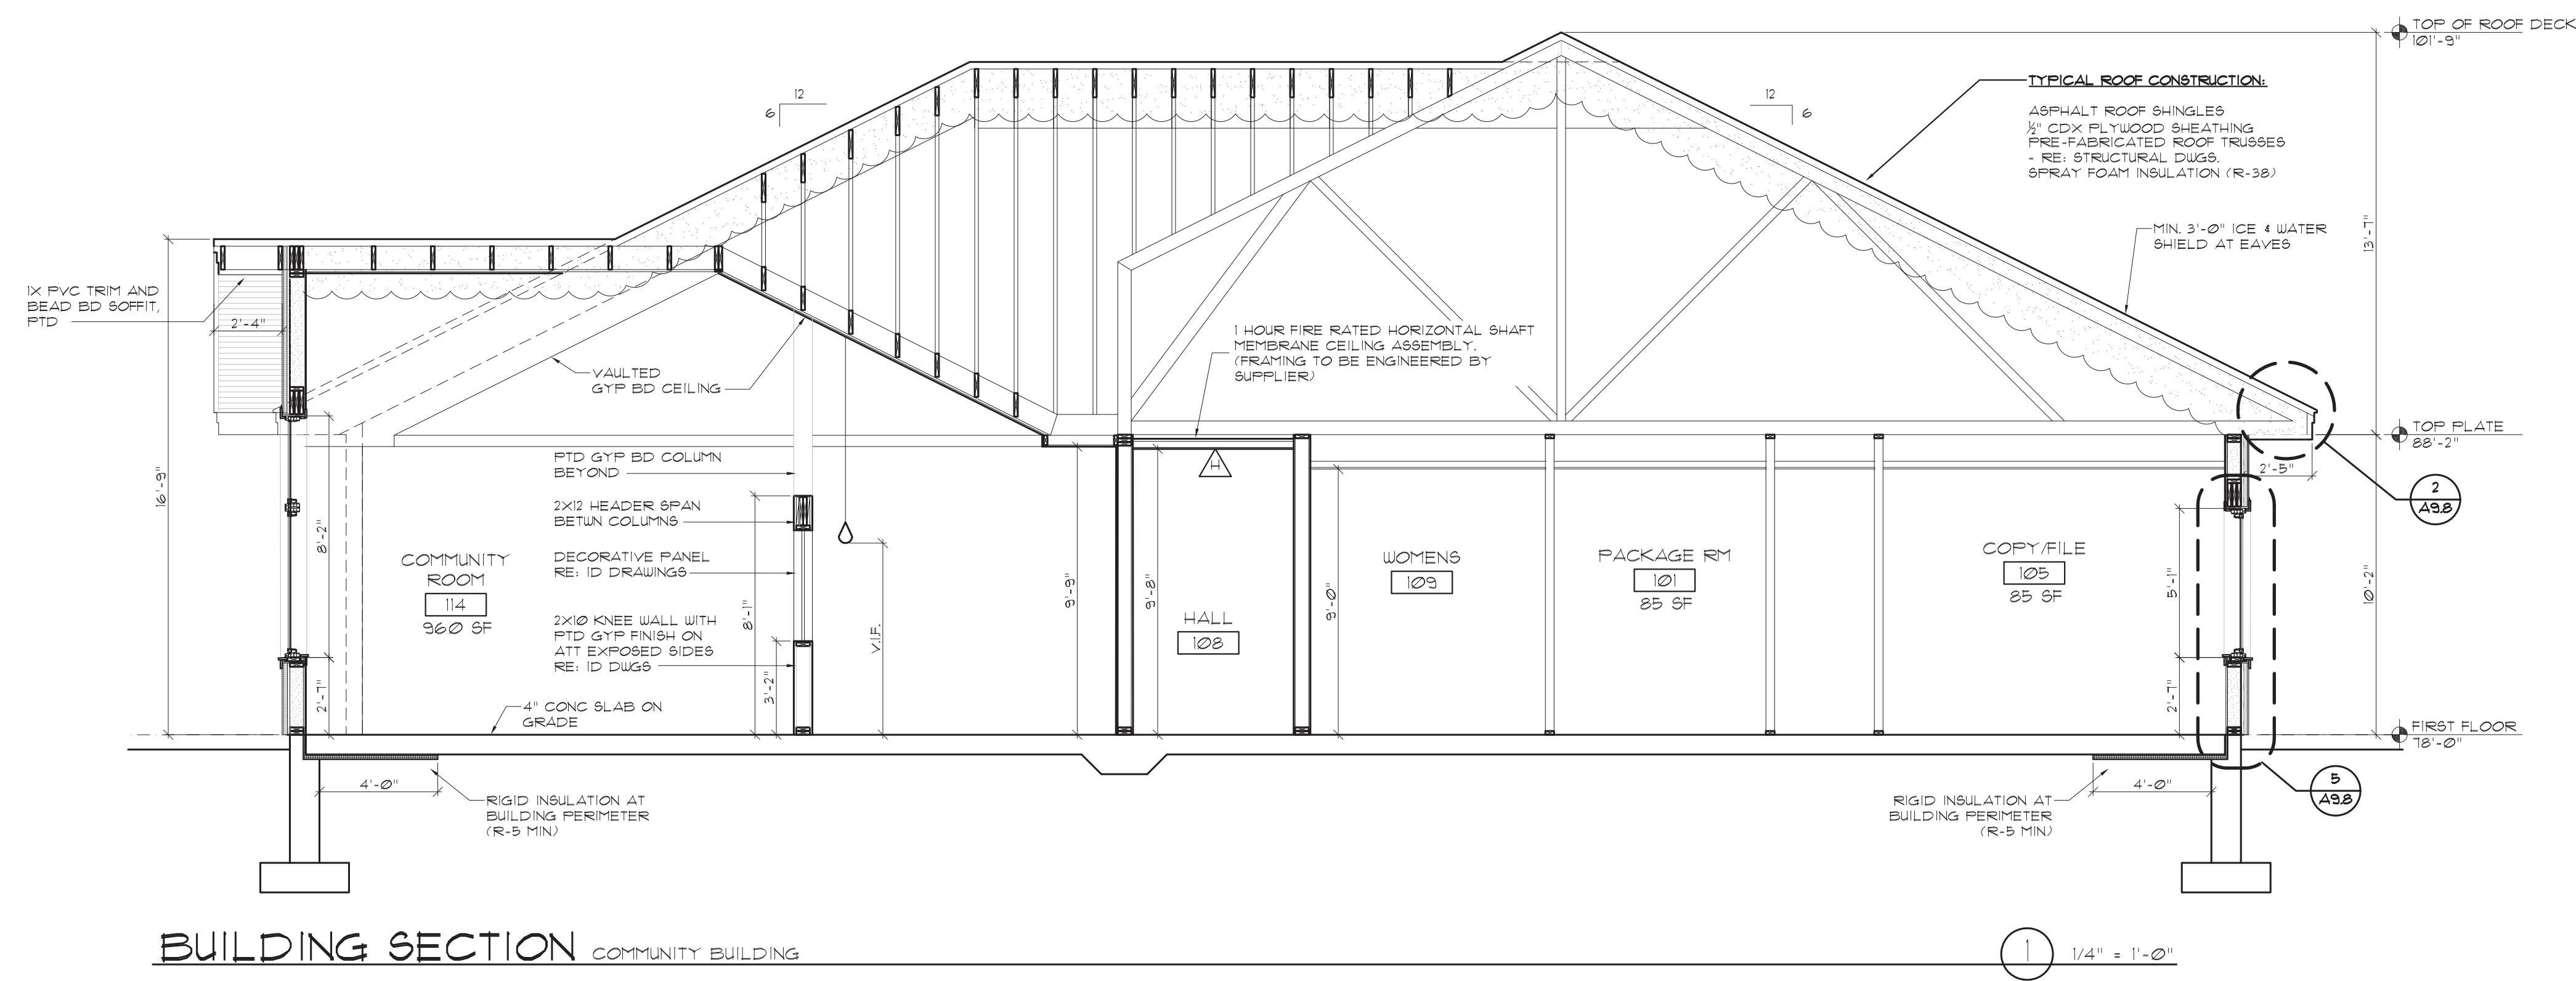 TOP OF ROOF DECK
101'-9"
12
6
12
6
TYPICAL ROOF CONSTRUCTION:
ASPHALT ROOF SHINGLES
½" CDX PLYWOOD SHEATHING
PRE-FABRICATED ROOF TRUSSES
- RE: STRUCTURAL DWGS.
SPRAY FOAM INSULATION (R-38)
MIN. 3'-0" ICE & WATER
SHIELD AT EAVES
13'-7"
1X PVC TRIM AND
BEAD BD SOFFIT,
PTD
2'-4"
VAULTED
GYP BD CEILING
1 HOUR FIRE RATED HORIZONTAL SHAFT
MEMBRANE CEILING ASSEMBLY.
(FRAMING TO BE ENGINEERED BY
SUPPLIER)
TOP PLATE
88'-2"
2'-5"
2
A9.8
16'-9"
8'-2"
2'-7"
PTD GYP BD COLUMN
BEYOND
2X12 HEADER SPAN
BETWN COLUMNS
DECORATIVE PANEL
RE: ID DRAWINGS
2X10 KNEE WALL WITH
PTD GYP FINISH ON
ATT EXPOSED SIDES
RE: ID DWGS
COMMUNITY
ROOM
114
960 SF
8'-1"
3'-2"
V.I.F.
9'-9"
9'-8"
H
HALL
108
9'-0"
WOMENS
109
PACKAGE RM
101
85 SF
COPY/FILE
105
85 SF
5'-1"
2'-7"
10'-2"
4" CONC SLAB ON
GRADE
FIRST FLOOR
78'-0"
4'-0"
RIGID INSULATION AT
BUILDING PERIMETER
(R-5 MIN)
RIGID INSULATION AT
BUILDING PERIMETER
(R-5 MIN)
4'-0"
5
A9.8
BUILDING SECTION COMMUNITY BUILDING
1
1/4" = 1'-0"